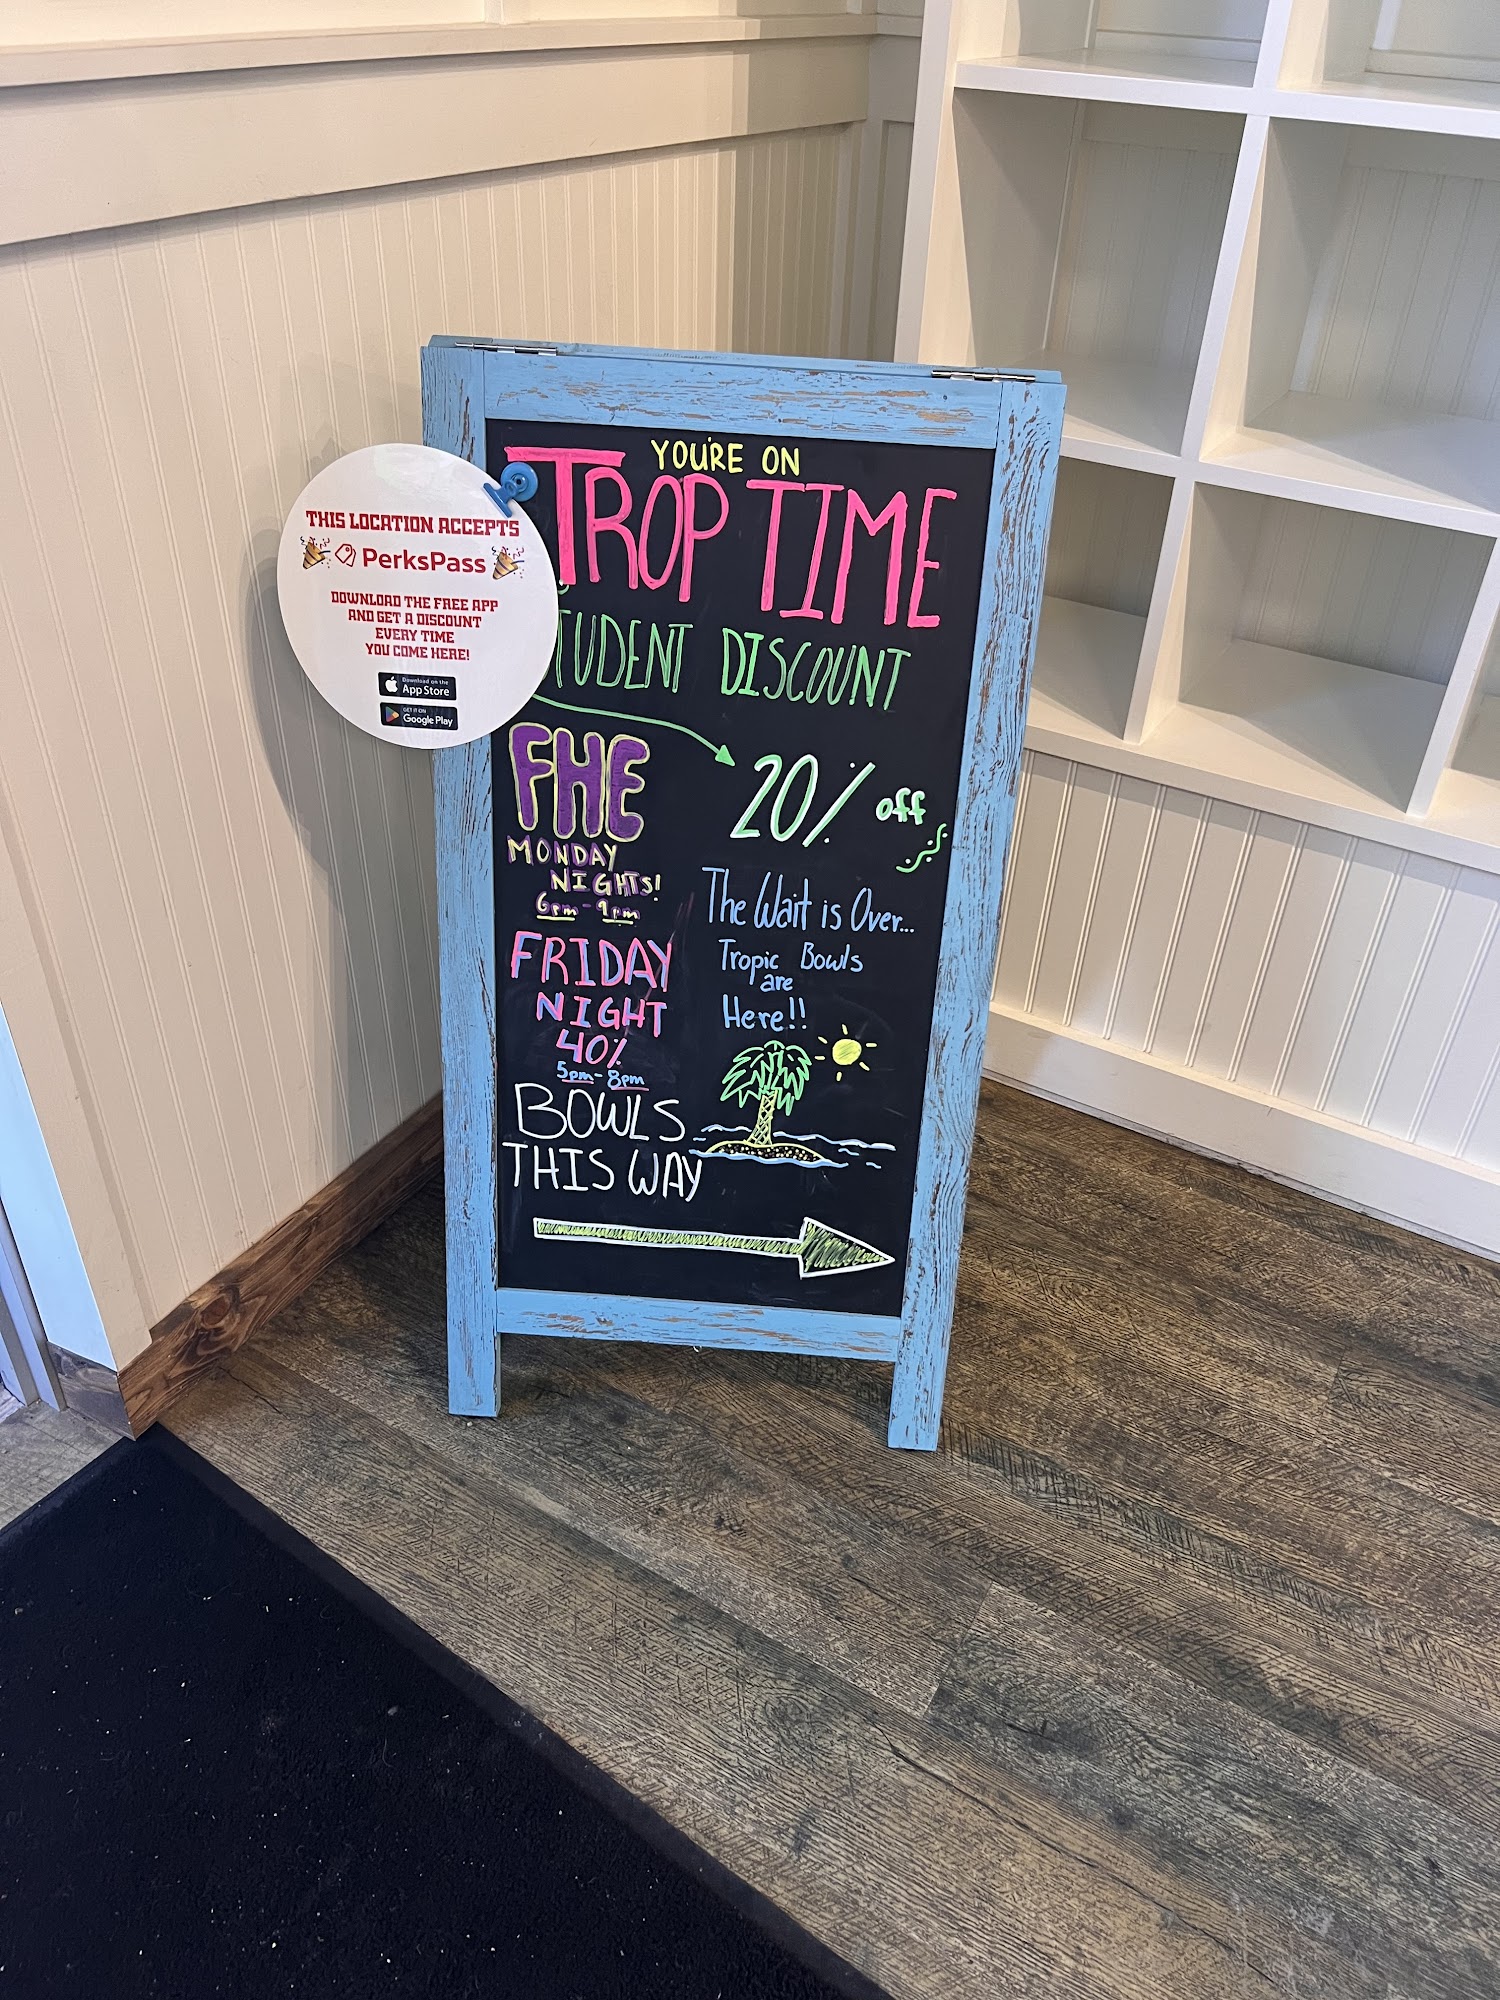 YOU'RE ON
TROP TIME
STUDENT DISCOUNT
20% off
FHE
MONDAY
NIGHTS!
6pm-9pm
FRIDAY
NIGHT
40%
5pm-8pm
BOWLS
THIS WAY
The Wait is Over...
Tropic Bowls
are
Here!!
THIS LOCATION ACCEPTS
PerksPass
DOWNLOAD THE FREE APP
AND GET A DISCOUNT
EVERY TIME
YOU COME HERE!
Download on the
App Store
GET IT ON
Google Play